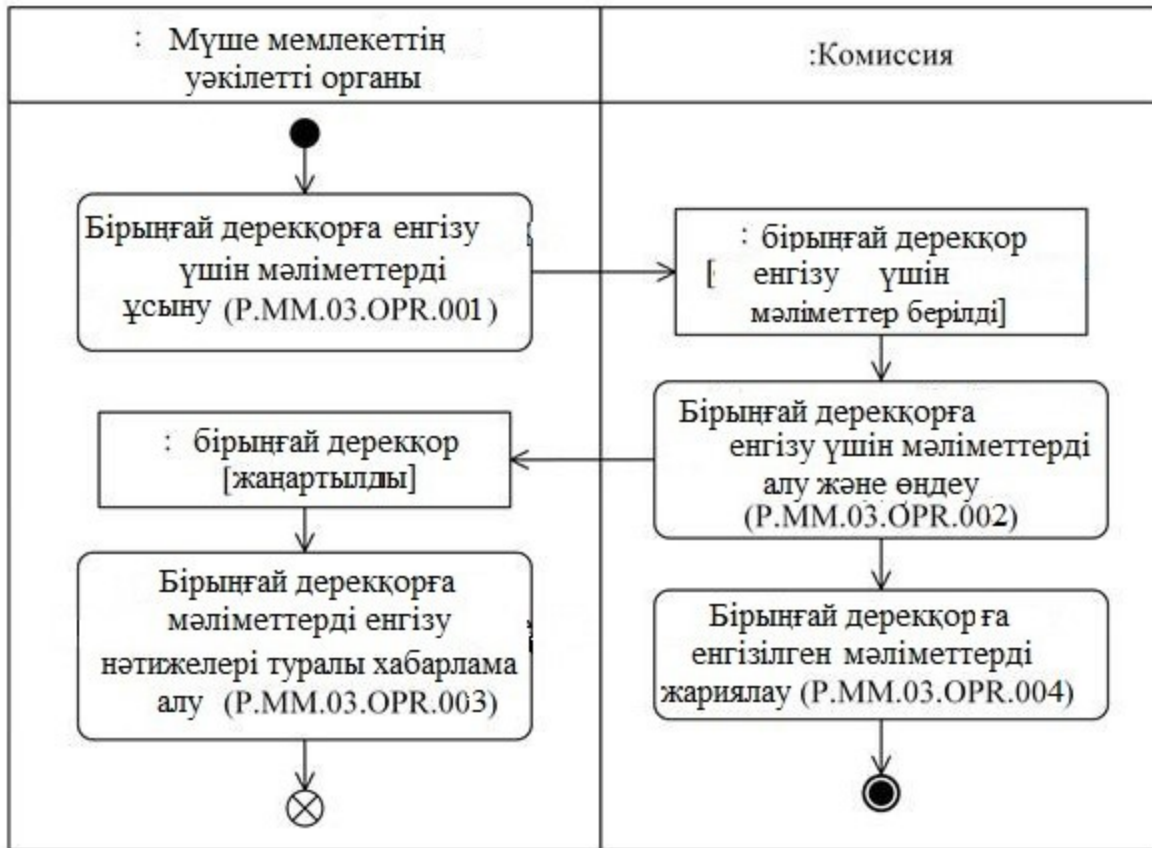 : Мүше мемлекеттің
уәкілетті органы
:Комиссия
Бірыңғай дерекқорға енгізу
үшін мәліметтерді
ұсыну (P.MM.03.OPR.001)
: бірыңғай дерекқор
[ енгізу үшін
мәліметтер берілді]
Бірыңғай дерекқорға
енгізу үшін мәліметтерді
алу және өңдеу
(P.MM.03.OPR.002)
: бірыңғай дерекқор
[жаңартылды]
Бірыңғай дерекқорға
мәліметтерді енгізу
нәтижелері туралы хабарлама
алу (P.MM.03.OPR.003)
Бірыңғай дерекқорға
енгізілген мәліметтерді
жариялау (P.MM.03.OPR.004)